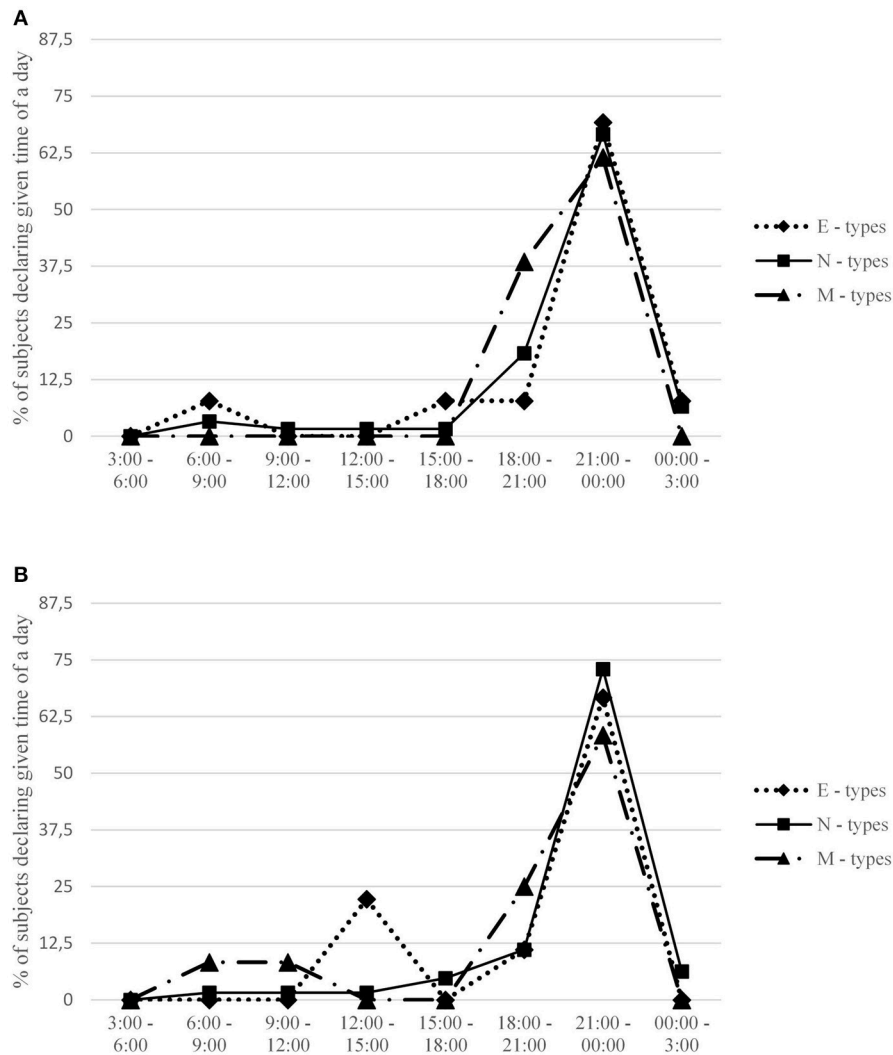 A
% of subjects declaring given time of a day
87,5
75
62,5
50
37,5
25
12,5
0
3:00 - 6:00
6:00 - 9:00
9:00 - 12:00
12:00 - 15:00
15:00 - 18:00
18:00 - 21:00
21:00 - 00:00
00:00 - 3:00
E - types
N - types
M - types
B
% of subjects declaring given time of a day
87,5
75
62,5
50
37,5
25
12,5
0
3:00 - 6:00
6:00 - 9:00
9:00 - 12:00
12:00 - 15:00
15:00 - 18:00
18:00 - 21:00
21:00 - 00:00
00:00 - 3:00
E - types
N - types
M - types